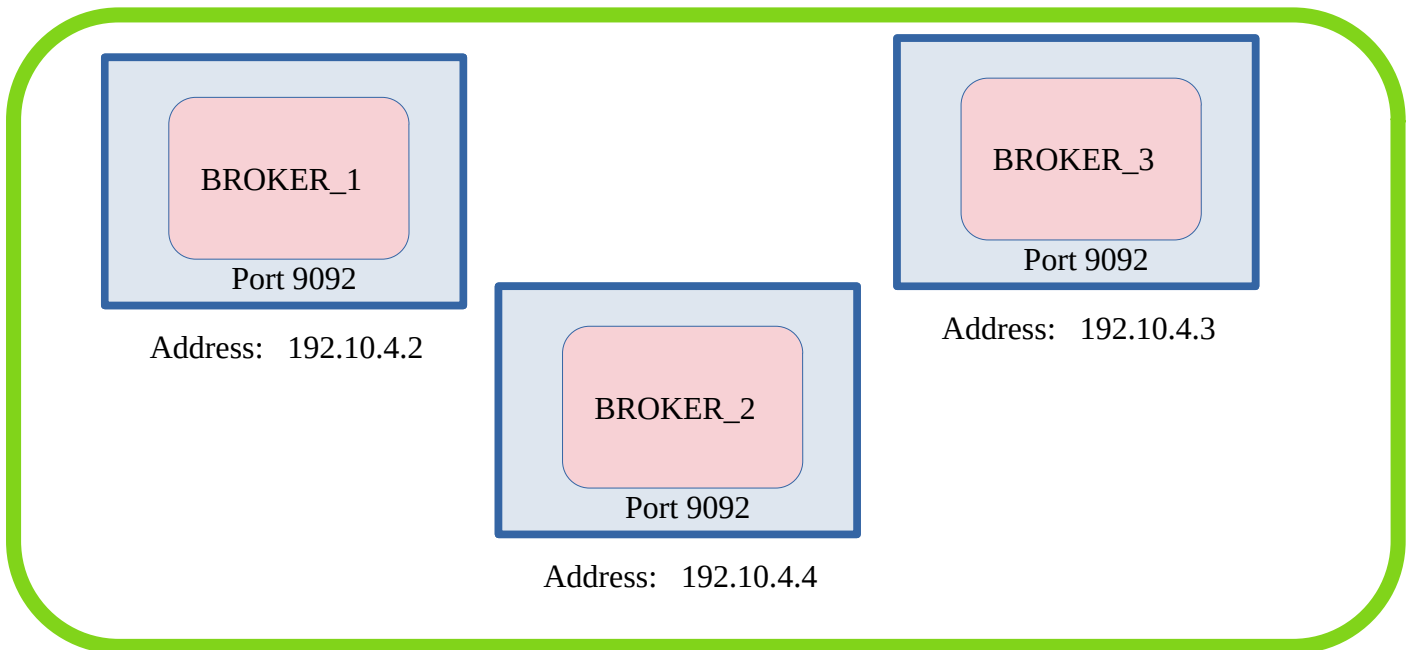 BROKER_1
Port 9092
Address:   192.10.4.2
BROKER_2
Port 9092
Address:   192.10.4.4
BROKER_3
Port 9092
Address:   192.10.4.3